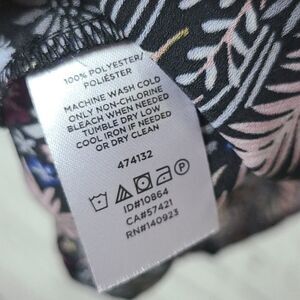 100% POLYESTER/
POLIÉSTER
MACHINE WASH COLD
ONLY NON-CHLORINE
BLEACH WHEN NEEDED
TUMBLE DRY LOW
COOL IRON IF NEEDED
OR DRY CLEAN
474132
P
ID#10864
CA#57421
RN#140923